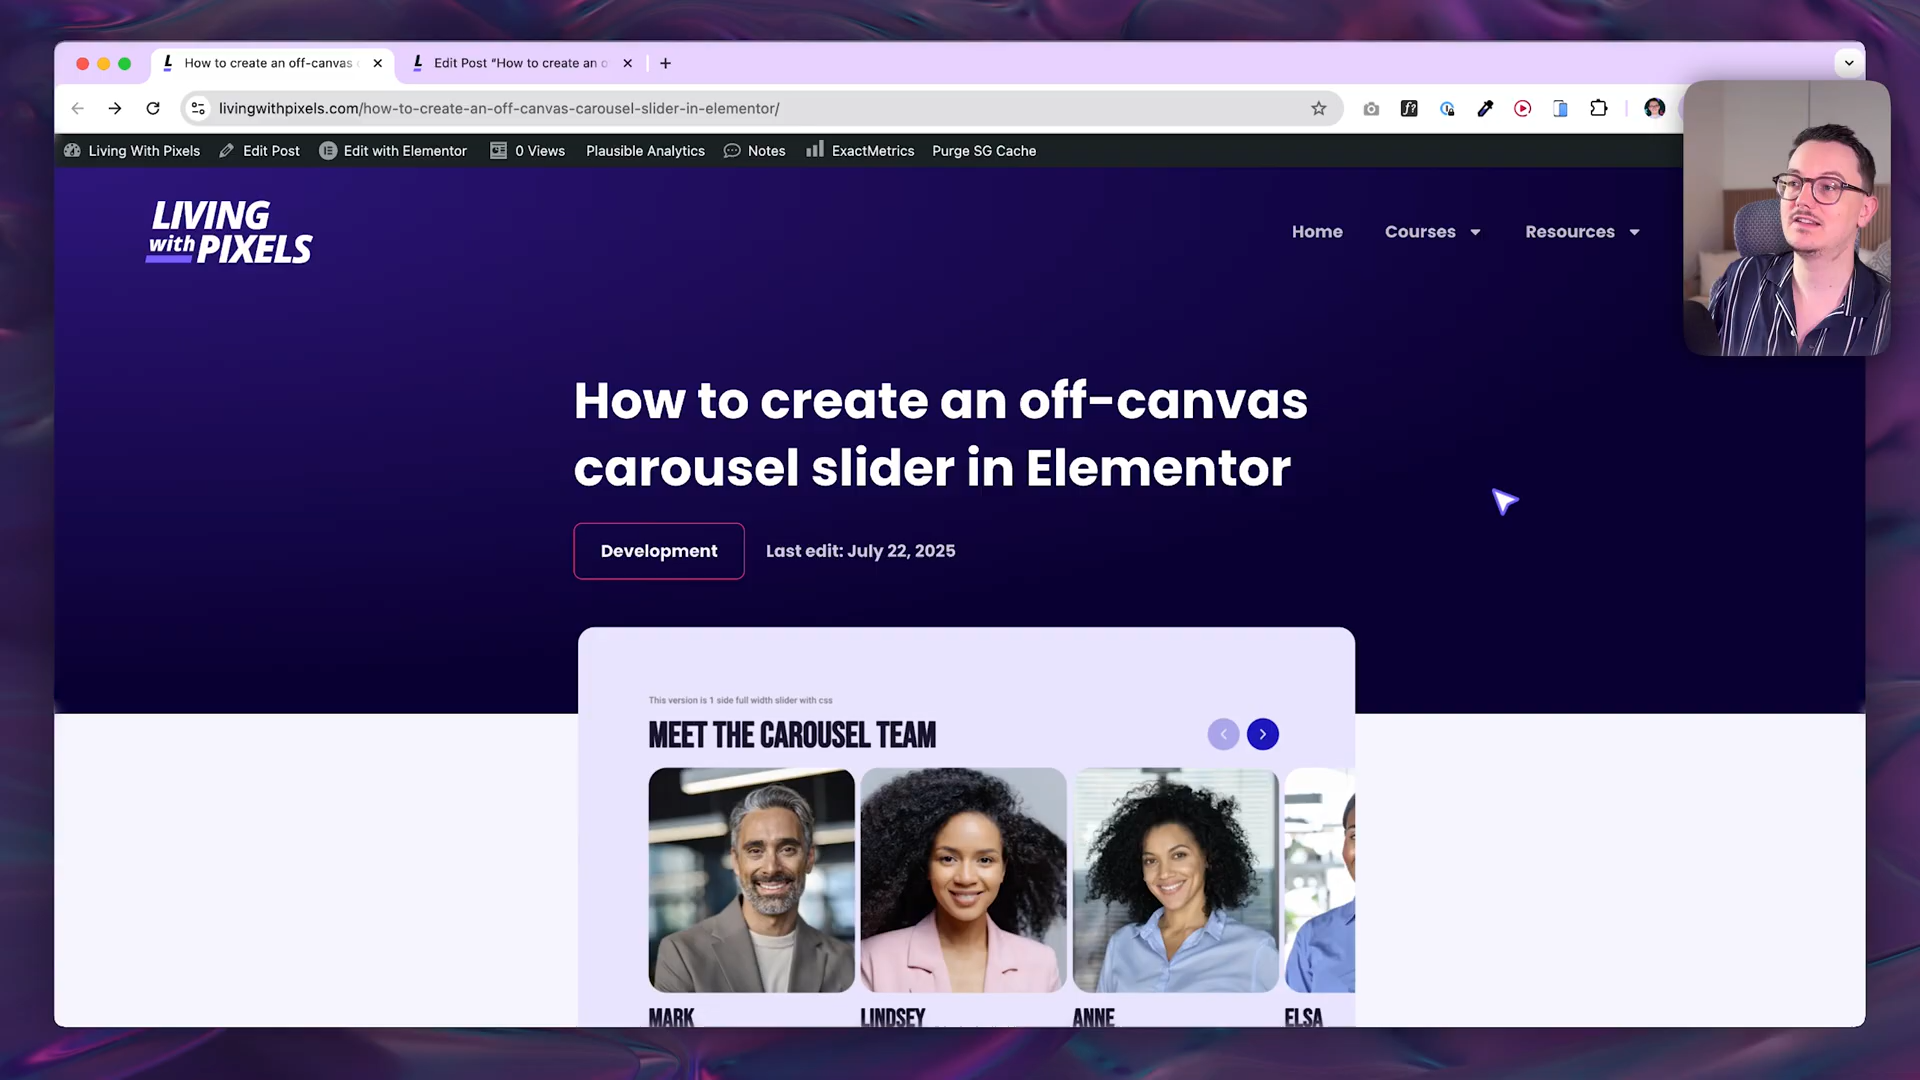 How to create an off-canvas
Edit Post “How to create an o
livingwithpixels.com/how-to-create-an-off-canvas-carousel-slider-in-elementor/
Living With Pixels Edit Post Edit with Elementor 0 Views Plausible Analytics Notes ExactMetrics Purge SG Cache
LIVING
with PIXELS
Home Courses Resources
How to create an off-canvas
carousel slider in Elementor
Development Last edit: July 22, 2025
This version is 1 side full width slider with css
MEET THE CAROUSEL TEAM
MARK LINDSEY ANNE ELSA